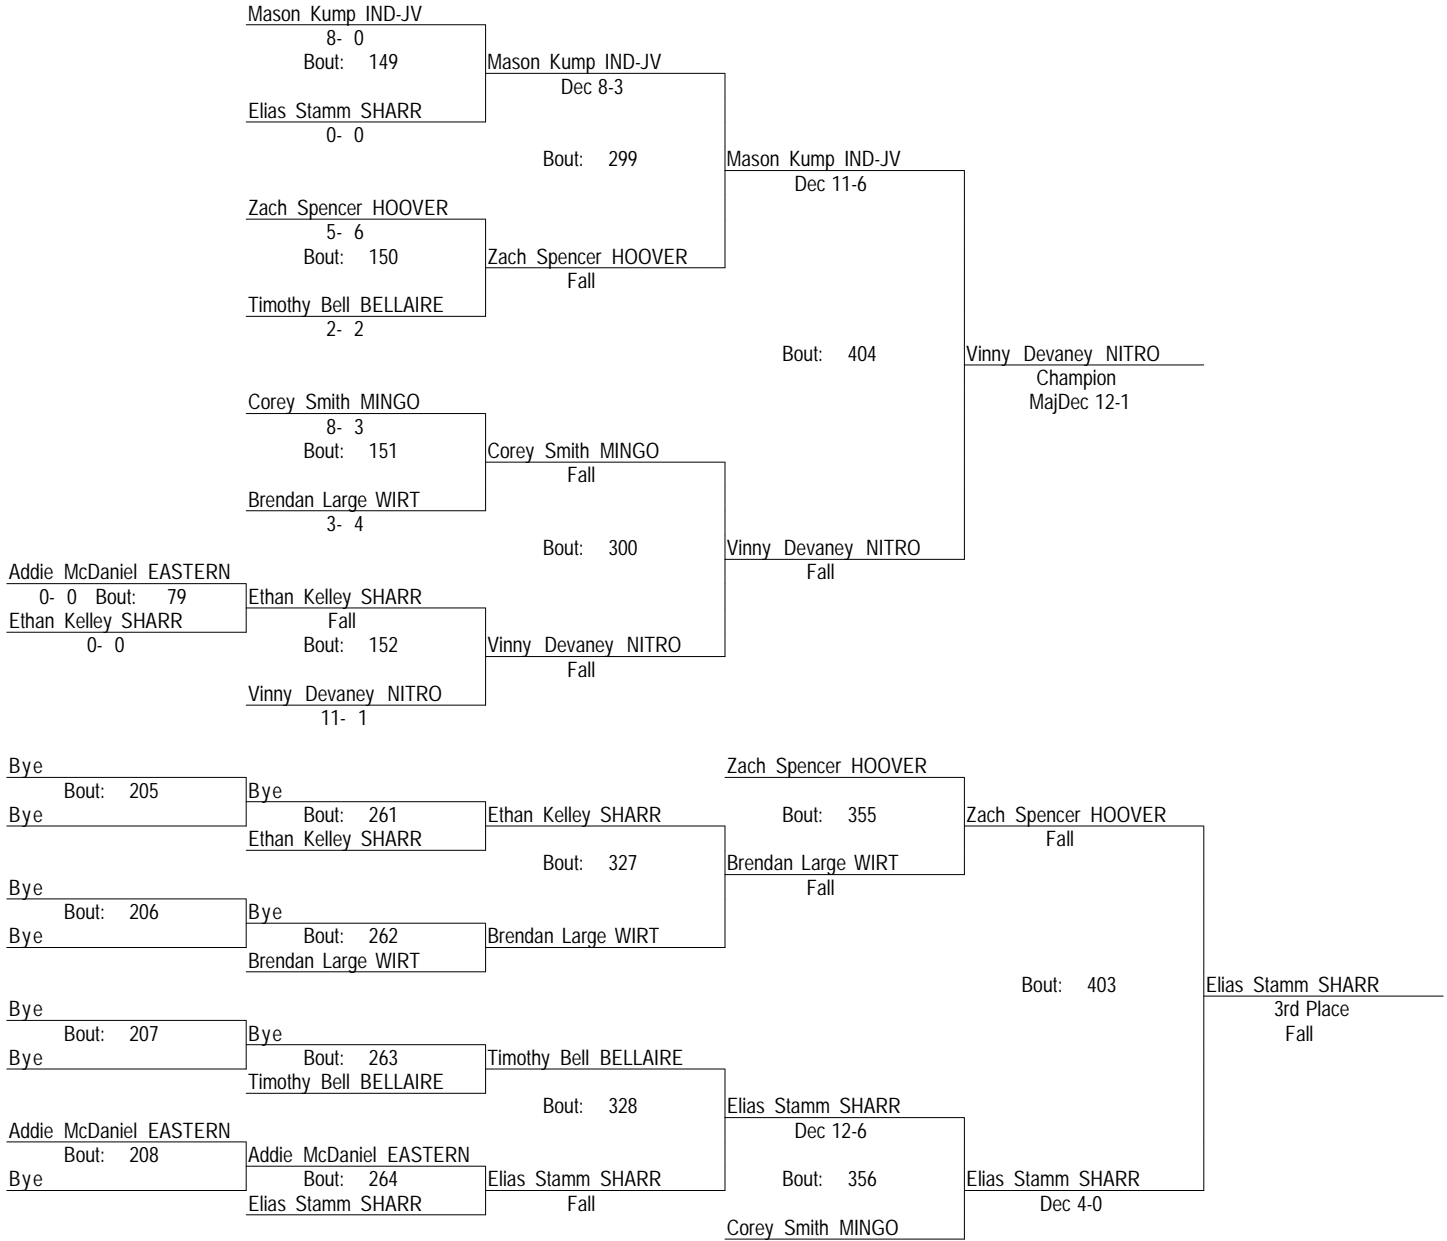 Mason Kump IND-JV
8- 0
Bout: 149
Mason Kump IND-JV
Dec 8-3
Elias Stamm SHARR
0- 0
Bout: 299
Mason Kump IND-JV
Dec 11-6
Zach Spencer HOOVER
5- 6
Bout: 150
Zach Spencer HOOVER
Fall
Timothy Bell BELLAIRE
2- 2
Bout: 404
Vinny Devaney NITRO
Champion
MajDec 12-1
Corey Smith MINGO
8- 3
Bout: 151
Corey Smith MINGO
Fall
Brendan Large WIRT
3- 4
Bout: 300
Vinny Devaney NITRO
Fall
Addie McDaniel EASTERN
0- 0 Bout: 79
Ethan Kelley SHARR
0- 0
Ethan Kelley SHARR
Fall
Bout: 152
Vinny Devaney NITRO
Fall
Vinny Devaney NITRO
11- 1
Bye
Bout: 205
Bye
Bye
Bout: 261
Ethan Kelley SHARR
Ethan Kelley SHARR
Bout: 327
Zach Spencer HOOVER
Bout: 355
Brendan Large WIRT
Fall
Zach Spencer HOOVER
Fall
Bye
Bout: 206
Bye
Bye
Bout: 262
Brendan Large WIRT
Brendan Large WIRT
Bout: 403
Elias Stamm SHARR
3rd Place
Fall
Bye
Bout: 207
Bye
Bye
Bout: 263
Timothy Bell BELLAIRE
Timothy Bell BELLAIRE
Bout: 328
Elias Stamm SHARR
Dec 12-6
Addie McDaniel EASTERN
Bout: 208
Bye
Addie McDaniel EASTERN
Bout: 264
Elias Stamm SHARR
Elias Stamm SHARR
Fall
Bout: 356
Corey Smith MINGO
Elias Stamm SHARR
Dec 4-0